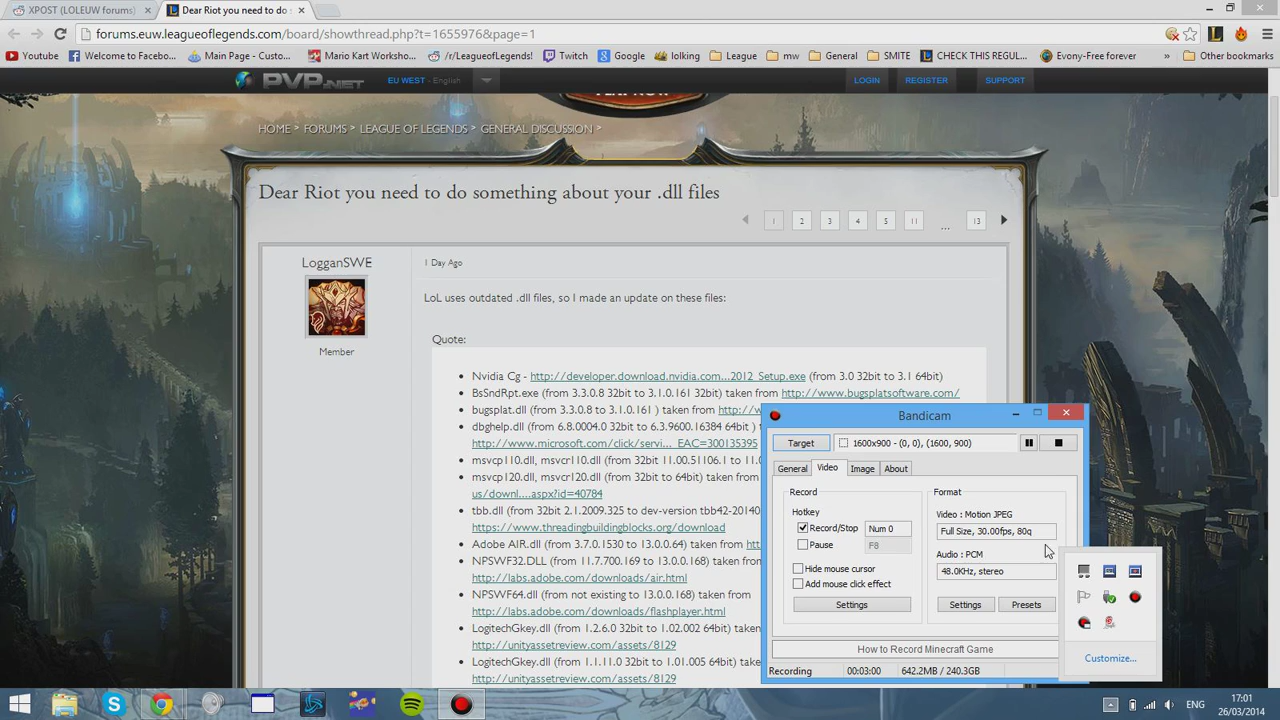 XPOST (LOLEUW forums)
Dear Riot you need to do s
forums.euw.leagueoflegends.com/board/showthread.php?t=1655976&page=1
Youtube
Welcome to Facebook...
Main Page - Custom...
Mario Kart Worksho...
/r/LeagueofLegends!
Twitch
Google
lolking
League
mw
General
SMITE
CHECK THIS REGUL...
Evony-Free forever
»
Other bookmarks
PVP.NET
EU WEST - English
LOGIN
REGISTER
SUPPORT
HOME > FORUMS > LEAGUE OF LEGENDS > GENERAL DISCUSSION >
Dear Riot you need to do something about your .dll files
1 2 3 4 5 11 ... 13
LogganSWE
Member
1 Day Ago
LoL uses outdated .dll files, so I made an update on these files:
Quote:
Nvidia Cg - http://developer.download.nvidia.com...2012_Setup.exe (from 3.0 32bit to 3.1 64bit)
BsSndRpt.exe (from 3.3.0.8 32bit to 3.1.0.161 32bit) taken from http://www.bugsplatsoftware.com/
bugsplat.dll (from 3.3.0.8 to 3.1.0.161 ) taken from http://w
dbghelp.dll (from 6.8.0004.0 32bit to 6.3.9600.16384 64bit )
http://www.microsoft.com/click/servi..._EAC=300135395
msvcp110.dll, msvcr110.dll (from 11.00.51106.1 to 11.0
msvcp120.dll, msvcr120.dll (from 32bit to 64bit) taken from
us/downl....aspx?id=40784
tbb.dll (from 32bit 2.1.2009.325 to dev-version tbb42-20140
https://www.threadingbuildingblocks.org/download
Adobe AIR.dll (from 3.7.0.1530 to 13.0.0.64) taken from htt
NPSWF32.DLL (from 11.7.700.169 to 13.0.0.168) taken from
http://labs.adobe.com/downloads/air.html
NPSWF64.dll (from not existing to 13.0.0.168) taken from
http://labs.adobe.com/downloads/flashplayer.html
LogitechGkey.dll (from 1.2.6.0 32bit to 1.02.002 64bit) taken
http://unityassetreview.com/assets/8129
LogitechGkey.dll (from 1.1.11.0 32bit to 1.01.005 64bit) taken
http://unityassetreview.com/assets/8129
Bandicam
Target
1600x900 - (0, 0), (1600, 900)
General
Video
Image
About
Record
Hotkey
Record/Stop
Num 0
Pause
F8
Hide mouse cursor
Add mouse click effect
Settings
Format
Video : Motion JPEG
Full Size, 30.00fps, 80q
Audio : PCM
48.0KHz, stereo
Settings
Presets
How to Record Minecraft Game
Recording
00:03:00
642.2MB / 240.3GB
Customize...
ENG
17:01
26/03/2014